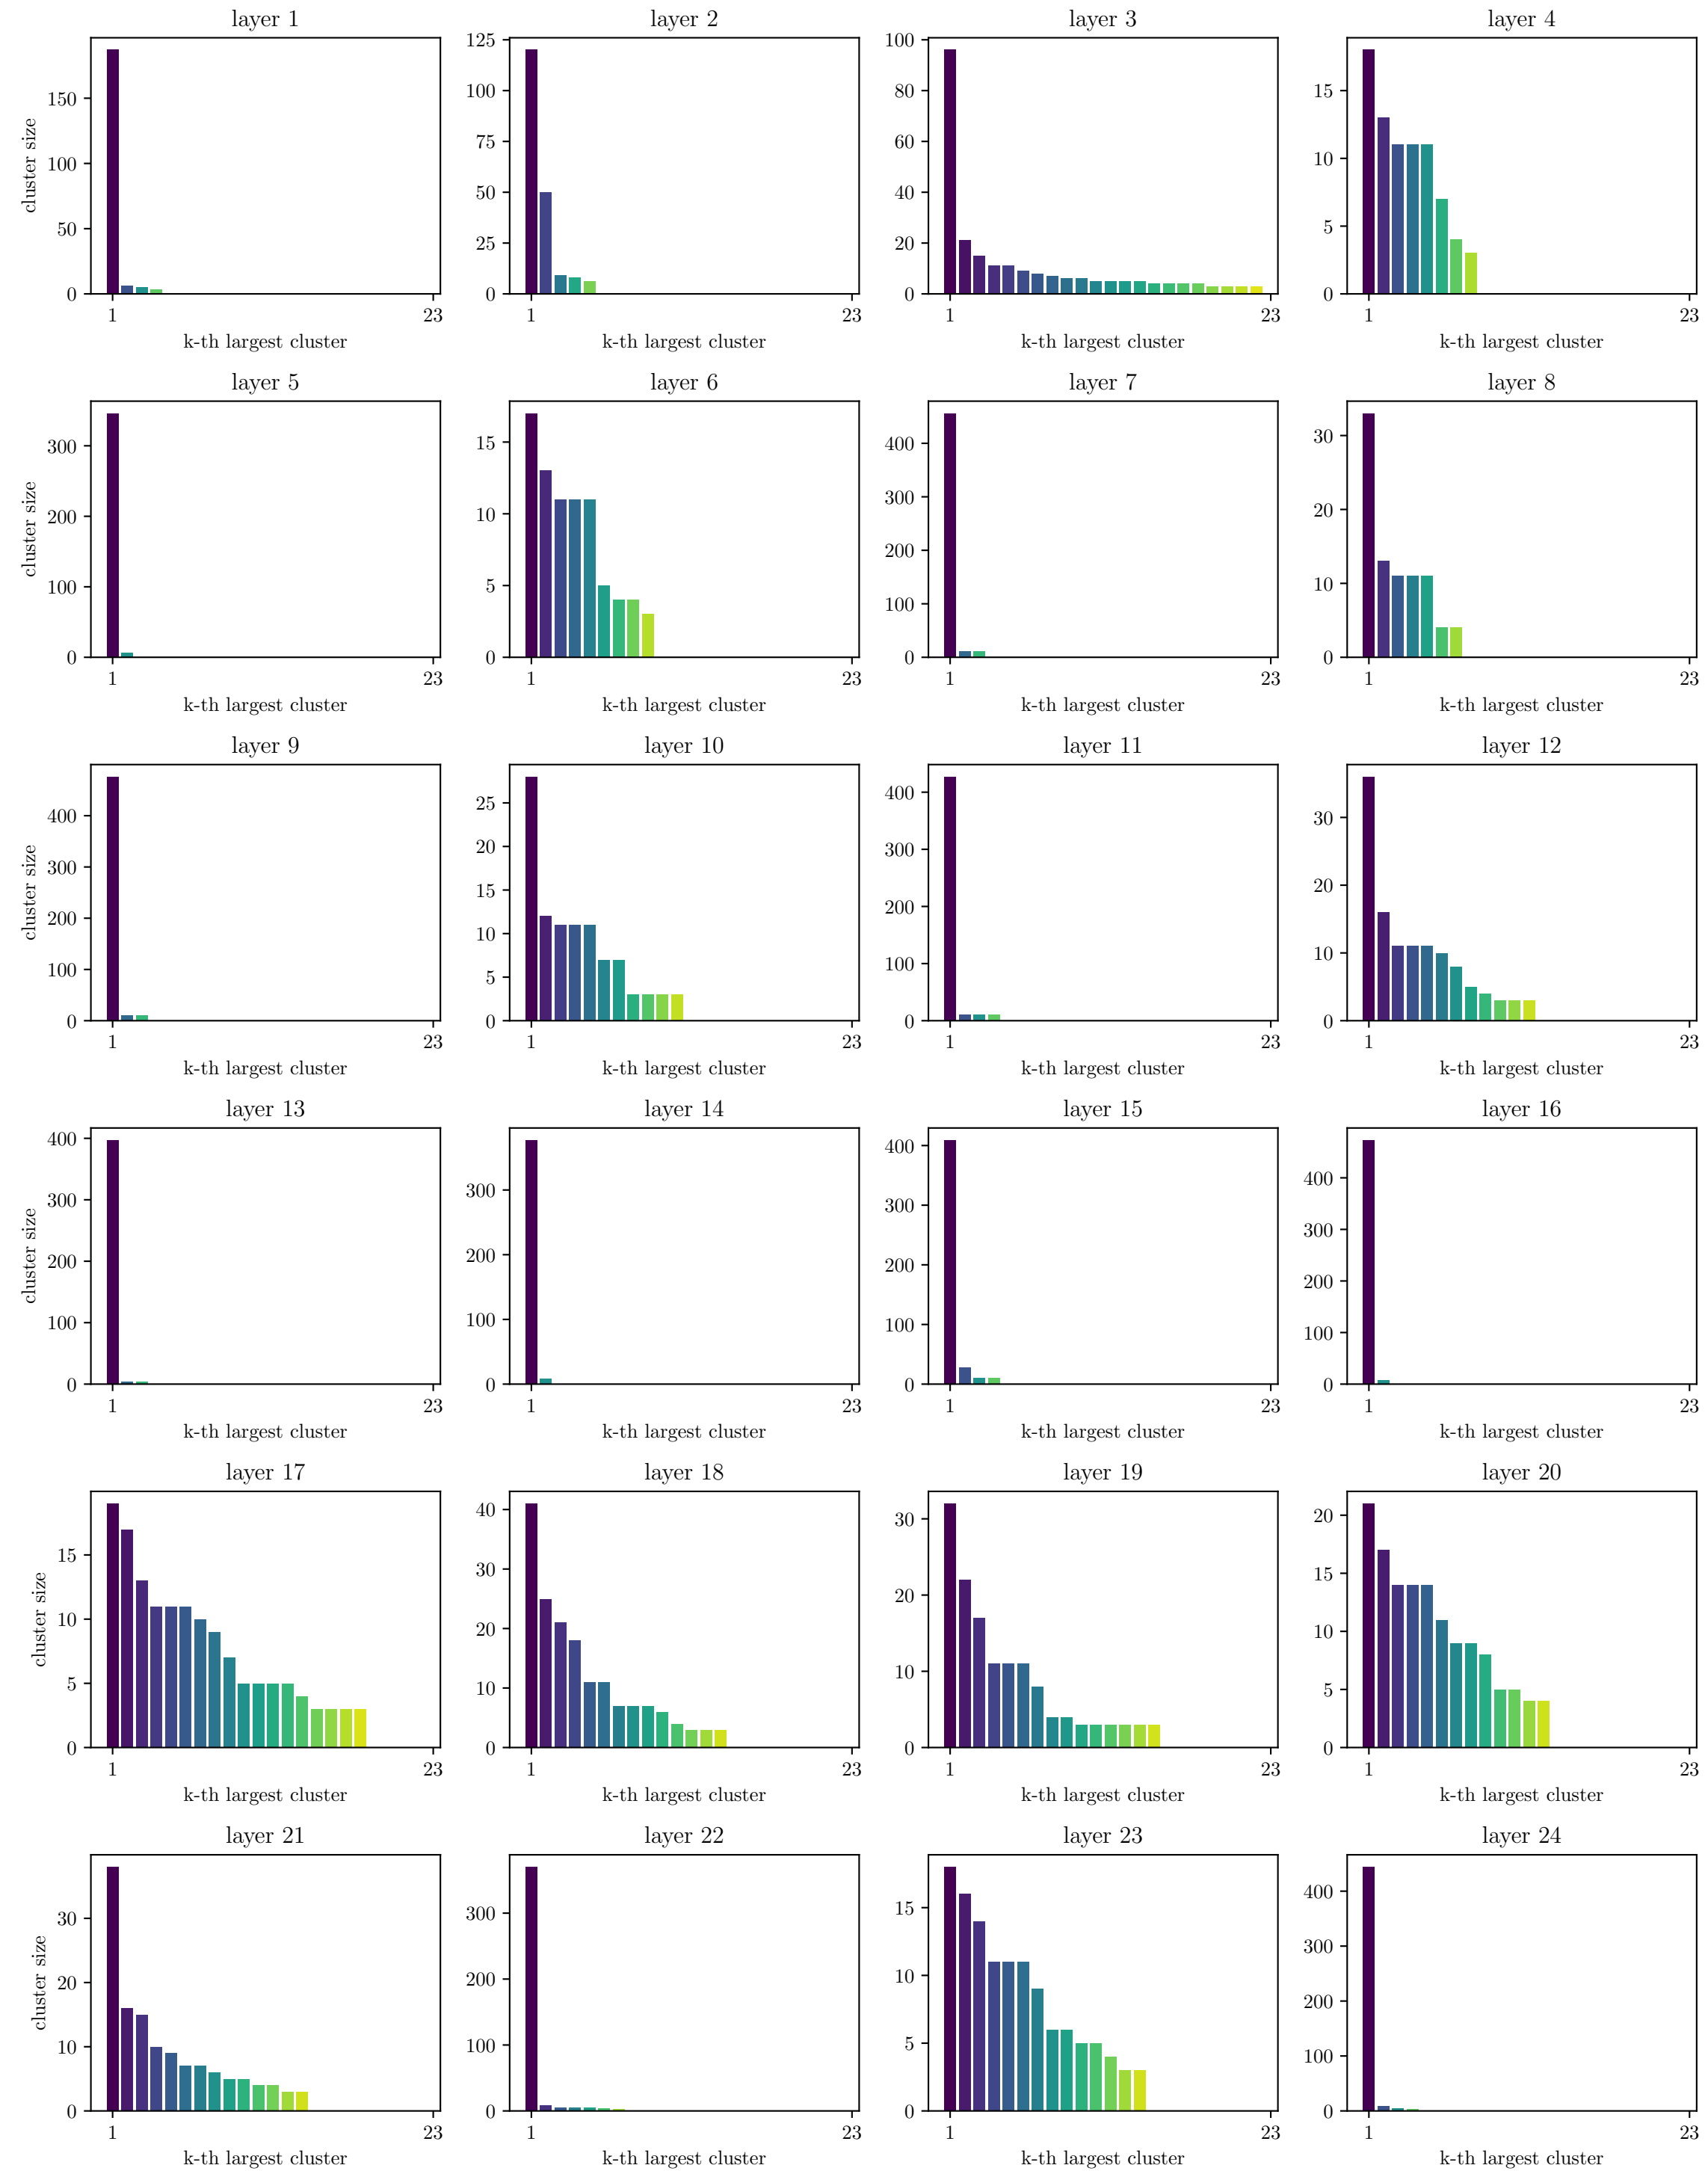 layer 1
layer 2
layer 3
layer 4
cluster size
150
100
50
0
125
100
75
50
25
0
100
80
60
40
20
0
15
10
5
0
1 23
1 23
1 23
1 23
k-th largest cluster
k-th largest cluster
k-th largest cluster
k-th largest cluster
layer 5
layer 6
layer 7
layer 8
cluster size
300
200
100
0
15
10
5
0
400
300
200
100
0
30
20
10
0
1 23
1 23
1 23
1 23
k-th largest cluster
k-th largest cluster
k-th largest cluster
k-th largest cluster
layer 9
layer 10
layer 11
layer 12
cluster size
400
300
200
100
0
25
20
15
10
5
0
400
300
200
100
0
30
20
10
0
1 23
1 23
1 23
1 23
k-th largest cluster
k-th largest cluster
k-th largest cluster
k-th largest cluster
layer 13
layer 14
layer 15
layer 16
cluster size
400
300
200
100
0
300
200
100
0
400
300
200
100
0
400
300
200
100
0
1 23
1 23
1 23
1 23
k-th largest cluster
k-th largest cluster
k-th largest cluster
k-th largest cluster
layer 17
layer 18
layer 19
layer 20
cluster size
15
10
5
0
40
30
20
10
0
30
20
10
0
20
15
10
5
0
1 23
1 23
1 23
1 23
k-th largest cluster
k-th largest cluster
k-th largest cluster
k-th largest cluster
layer 21
layer 22
layer 23
layer 24
cluster size
30
20
10
0
300
200
100
0
15
10
5
0
400
300
200
100
0
1 23
1 23
1 23
1 23
k-th largest cluster
k-th largest cluster
k-th largest cluster
k-th largest cluster